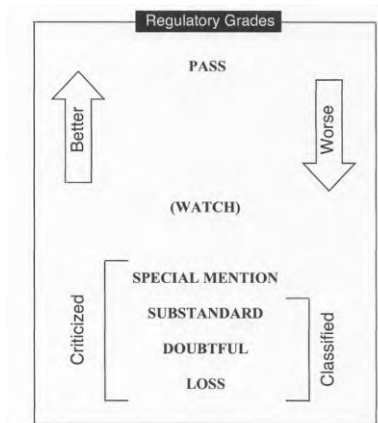 Regulatory Grades
PASS
Better
Worse
(WATCH)
SPECIAL MENTION
SUBSTANDARD
DOUBTFUL
LOSS
Criticized
Classified